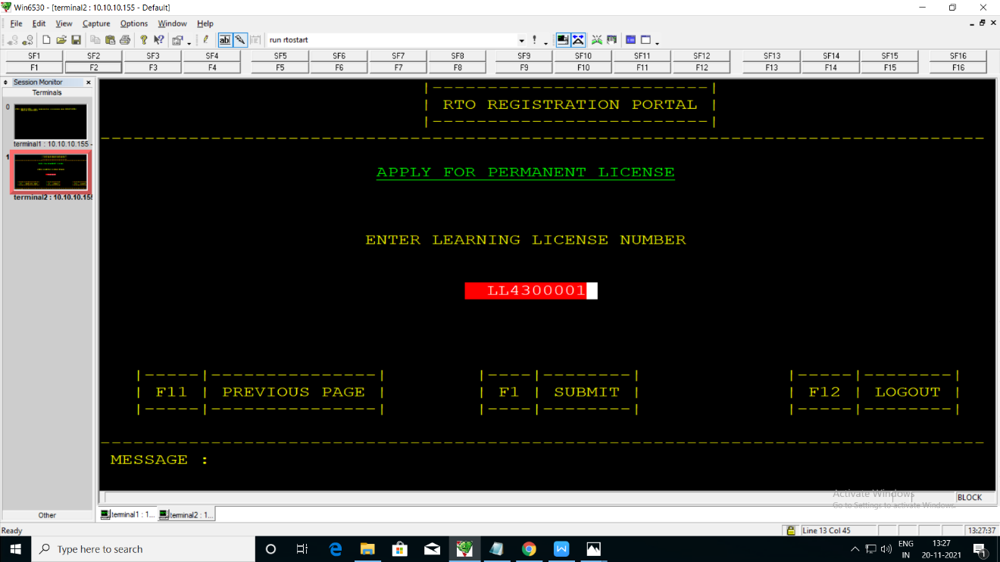 Win6530 - [terminal2 : 10.10.10.155 - Default]
File Edit View Capture Options Window Help
run rtostart
SF1 SF2 SF3 SF4 SF5 SF6 SF7 SF8 SF9 SF10 SF11 SF12 SF13 SF14 SF15 SF16
F1 F2 F3 F4 F5 F6 F7 F8 F9 F10 F11 F12 F13 F14 F15 F16
Session Monitor
Terminals
0
terminal1 : 10.10.10.155 -
1
terminal2 : 10.10.10.155
Other
RTO REGISTRATION PORTAL
APPLY FOR PERMANENT LICENSE
ENTER LEARNING LICENSE NUMBER
LL4300001
F11 | PREVIOUS PAGE
F1 | SUBMIT
F12 | LOGOUT
MESSAGE :
Activate Windows
Go to Settings to activate Windows.
BLOCK
terminal1 : 1... terminal2 : 1...
Ready
Line 13 Col 45
13:27:37
Type here to search
ENG
IN
13:27
20-11-2021
1